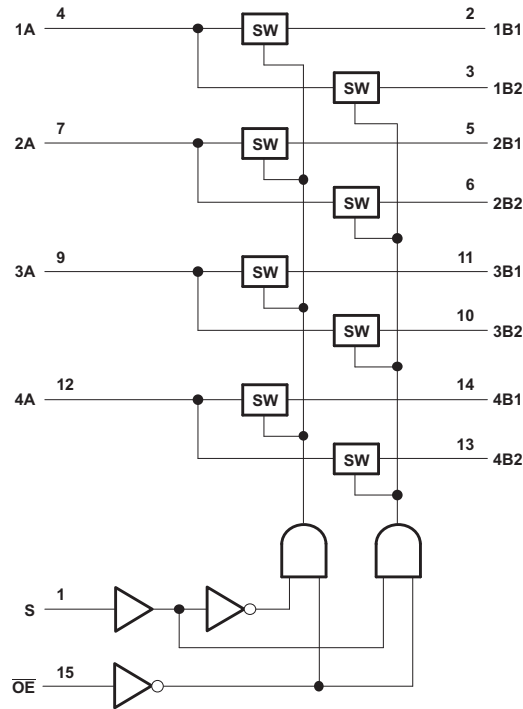 1A 4 SW 2 1B1
SW 3 1B2
2A 7 SW 5 2B1
SW 6 2B2
3A 9 SW 11 3B1
SW 10 3B2
4A 12 SW 14 4B1
SW 13 4B2
S 1
OE 15